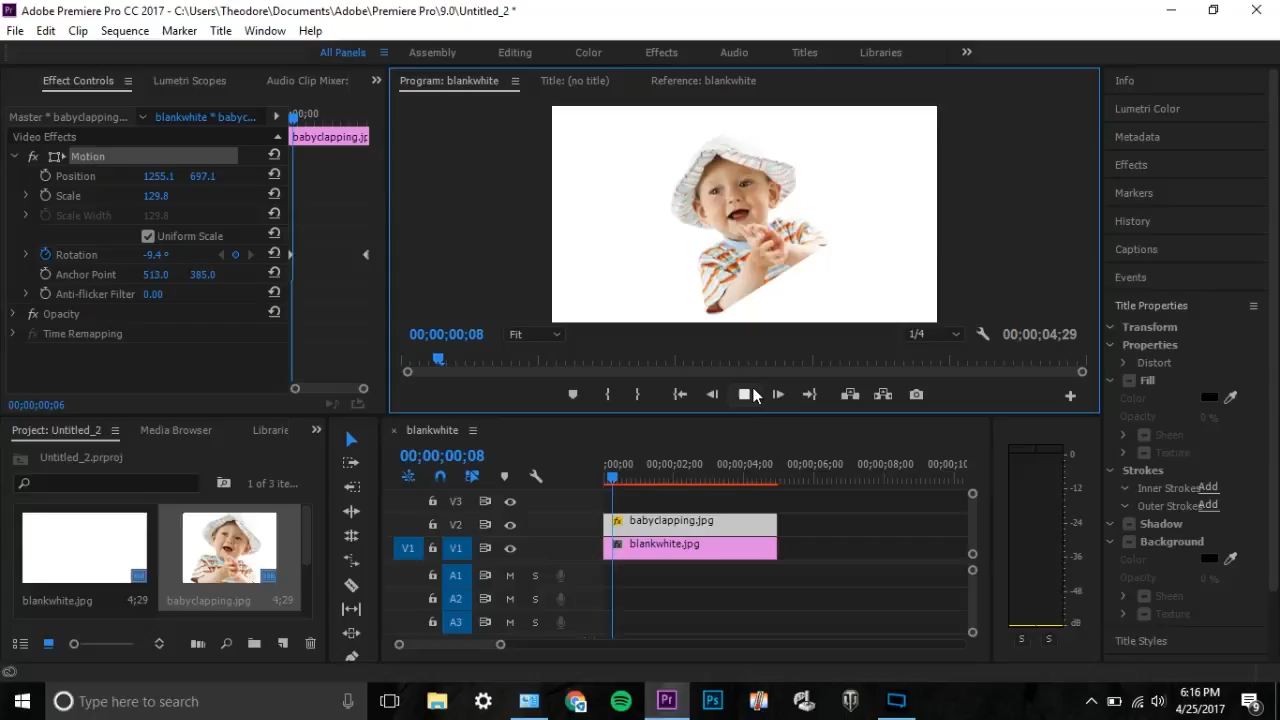 Adobe Premiere Pro CC 2017 - C:\Users\Theodore\Documents\Adobe\Premiere Pro\9.0\Untitled_2 *
File Edit Clip Sequence Marker Title Window Help
All Panels Assembly Editing Color Effects Audio Titles Libraries
Effect Controls Lumetri Scopes Audio Clip Mixer:
Program: blankwhite Title: (no title) Reference: blankwhite
Master * babyclapping.... blankwhite * babyc...
:00;00
babyclapping.jp
Video Effects
fx Motion
Position 1255.1 697.1
Scale 129.8
Scale Width 129.8
Uniform Scale
Rotation -9.4 °
Anchor Point 513.0 385.0
Anti-flicker Filter 0.00
fx Opacity
fx Time Remapping
00;00;00;06
00;00;00;08 Fit 1/4 00;00;04;29
Info
Lumetri Color
Metadata
Effects
Markers
History
Captions
Events
Title Properties
Transform
Properties
Distort
Fill
Color
Opacity 0 %
Sheen
Texture
Strokes
Inner Strokes Add
Outer Strokes Add
Shadow
Background
Color
Opacity 0 %
Sheen
Texture
Title Styles
Project: Untitled_2 Media Browser Librarie
Untitled_2.prproj
1 of 3 ite...
blankwhite.jpg 4;29
babyclapping.jpg 4;29
blankwhite
00;00;00;08
;00;00 00;00;02;00 00;00;04;00 00;00;06;00 00;00;08;00 00;00;10
V3
V2 fx babyclapping.jpg
V1 V1 fx blankwhite.jpg
A1 M S
A2 M S
A3 M S
0
-12
-24
-36
-48
dB
S S
Type here to search
Pr Ps
6:16 PM
4/25/2017
9